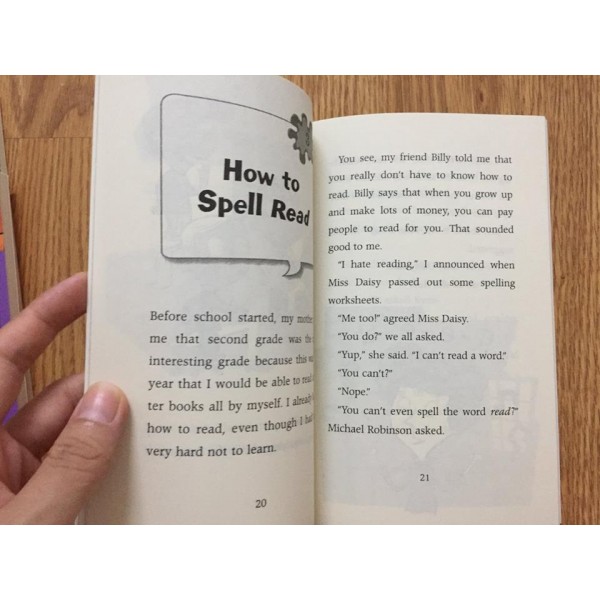 How to
Spell Read
Before school started, my
me that second grade was the
interesting grade because this
year that I would be able to read
ter books all by myself. I already
how to read, even though I
very hard not to learn.
20
You see, my friend Billy told me that
you really don't have to know how to
read. Billy says that when you grow up
and make lots of money, you can pay
people to read for you. That sounded
good to me.
"I hate reading," I announced when
Miss Daisy passed out some spelling
worksheets.
"Me too!" agreed Miss Daisy.
"You do?" we all asked.
"Yup," she said. "I can't read a word."
"You can't?"
"Nope."
"You can't even spell the word read?"
Michael Robinson asked.
21